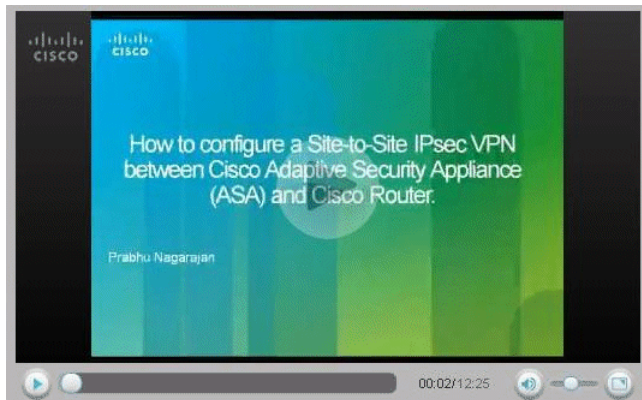 CISCO
CISCO
How to configure a Site-to-Site IPsec VPN
between Cisco Adaptive Security Appliance
(ASA) and Cisco Router.
Prabhu Nagarajan
00:02/12:25